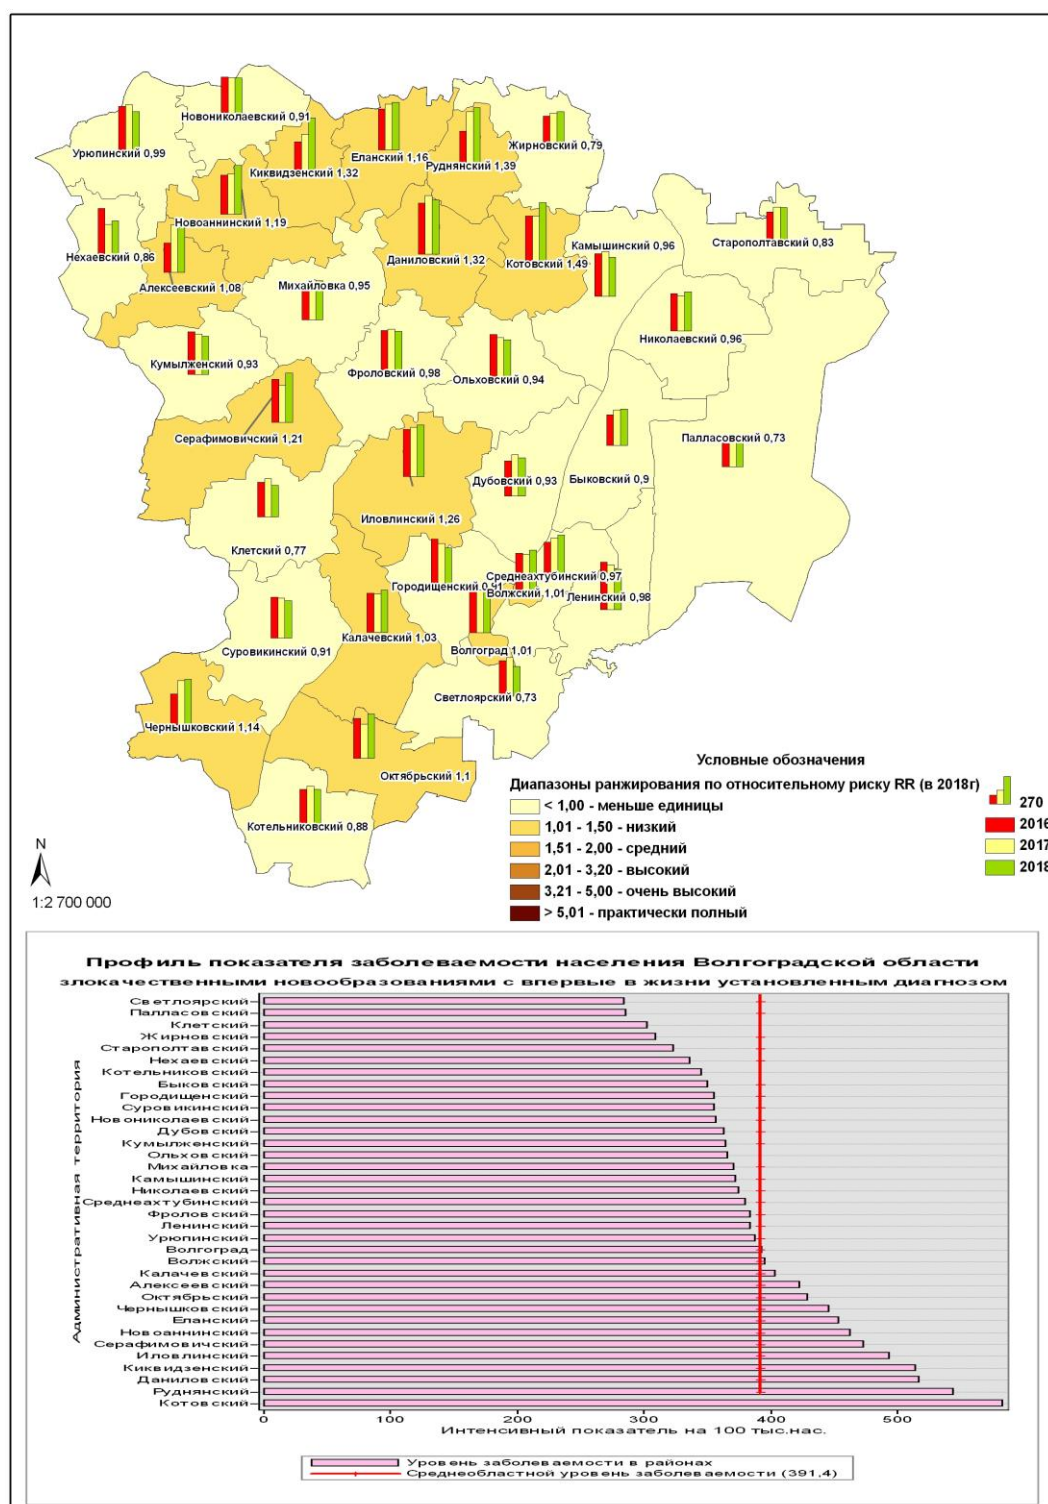 Новониколаевский 0,91
Урюпинский 0,99
Киквидзенский 1,32
Еланский 1,16
Руднянский 1,39
Жирновский 0,79
Новоаннинский 1,19
Нехаевский 0,86
Алексеевский 1,08
Даниловский 1,32
Котовский 1,49
Камышинский 0,96
Старополтавский 0,83
Михайловка 0,95
Николаевский 0,96
Кумылженский 0,93
Фроловский 0,98
Ольховский 0,94
Серафимовичский 1,21
Палласовский 0,73
Дубовский 0,93
Быковский 0,9
Иловлинский 1,26
Клетский 0,77
Городищенский 0,91
Среднеахтубинский 0,97
Волжский 1,01
Ленинский 0,98
Калачевский 1,03
Суровикинский 0,91
Волгоград 1,01
Светлоярский 0,73
Чернышковский 1,14
Октябрьский 1,1
Котельниковский 0,88
Условные обозначения
Диапазоны ранжирования по относительному риску RR (в 2018г)
< 1,00 - меньше единицы
1,01 - 1,50 - низкий
1,51 - 2,00 - средний
2,01 - 3,20 - высокий
3,21 - 5,00 - очень высокий
> 5,01 - практически полный
270
2016
2017
2018
N
1:2 700 000
Профиль показателя заболеваемости населения Волгоградской области
злокачественными новообразованиями с впервые в жизни установленным диагнозом
Административная территория
Светлоярский
Палласовский
Клетский
Жирновский
Старополтавский
Нехаевский
Котельниковский
Быковский
Городищенский
Суровикинский
Новониколаевский
Дубовский
Кумылженский
Ольховский
Михайловка
Камышинский
Николаевский
Среднеахтубинский
Фроловский
Ленинский
Урюпинский
Волгоград
Волжский
Калачевский
Алексеевский
Октябрьский
Чернышковский
Еланский
Новоаннинский
Серафимовичский
Иловлинский
Киквидзенский
Даниловский
Руднянский
Котовский
0 100 200 300 400 500
Интенсивный показатель на 100 тыс.нас.
Уровень заболеваемости в районах
Среднеобластной уровень заболеваемости (391,4)